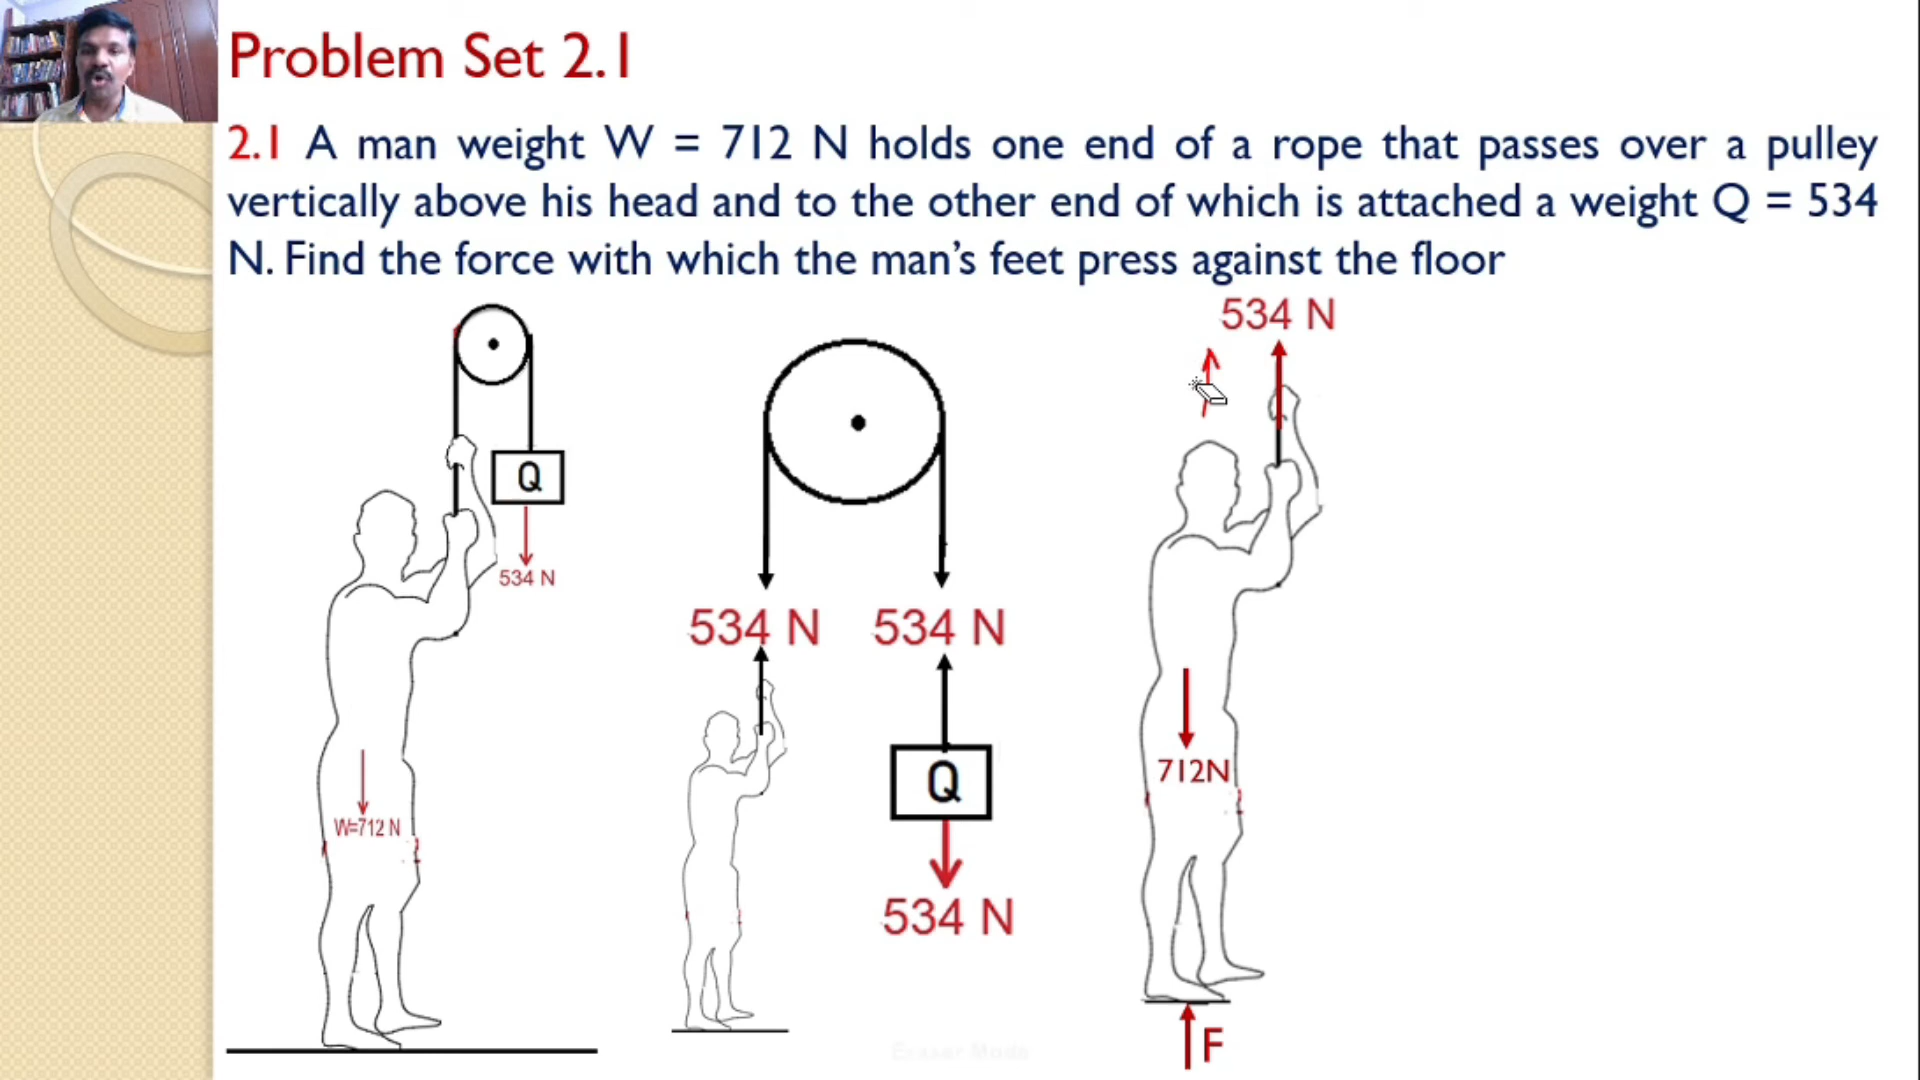 Problem Set 2.1
2.1 A man weight W = 712 N holds one end of a rope that passes over a pulley
vertically above his head and to the other end of which is attached a weight Q = 534
N. Find the force with which the man's feet press against the floor
534 N
Q
534 N
534 N 534 N
712N
Q
W=712 N
534 N
F
Eraser Mode